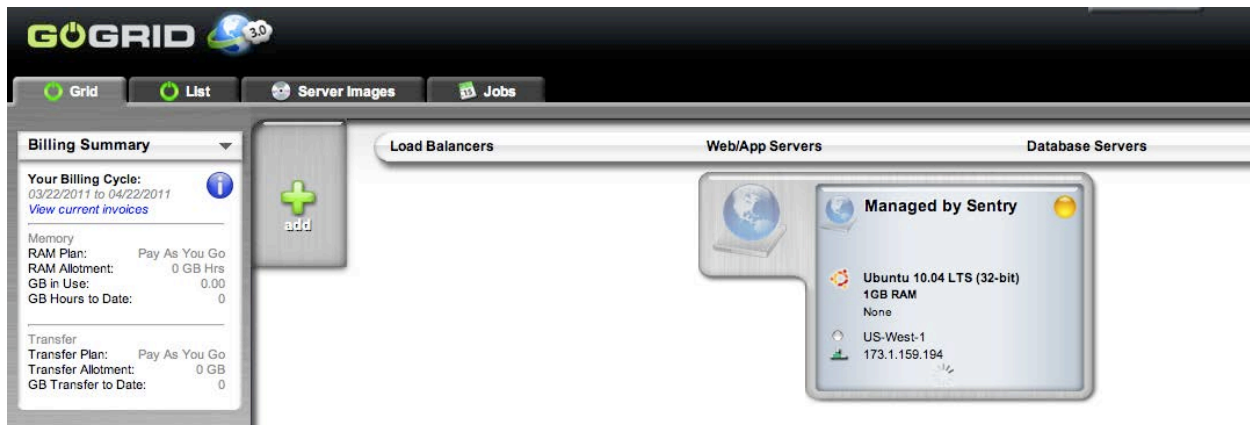 GOGRID 3.0
Grid List Server Images Jobs
Billing Summary
Your Billing Cycle:
03/22/2011 to 04/22/2011
View current invoices
Memory
RAM Plan: Pay As You Go
RAM Allotment: 0 GB Hrs
GB in Use: 0.00
GB Hours to Date: 0
Transfer
Transfer Plan: Pay As You Go
Transfer Allotment: 0 GB
GB Transfer to Date: 0
add
Load Balancers Web/App Servers Database Servers
Managed by Sentry
Ubuntu 10.04 LTS (32-bit)
1GB RAM
None
US-West-1
173.1.159.194